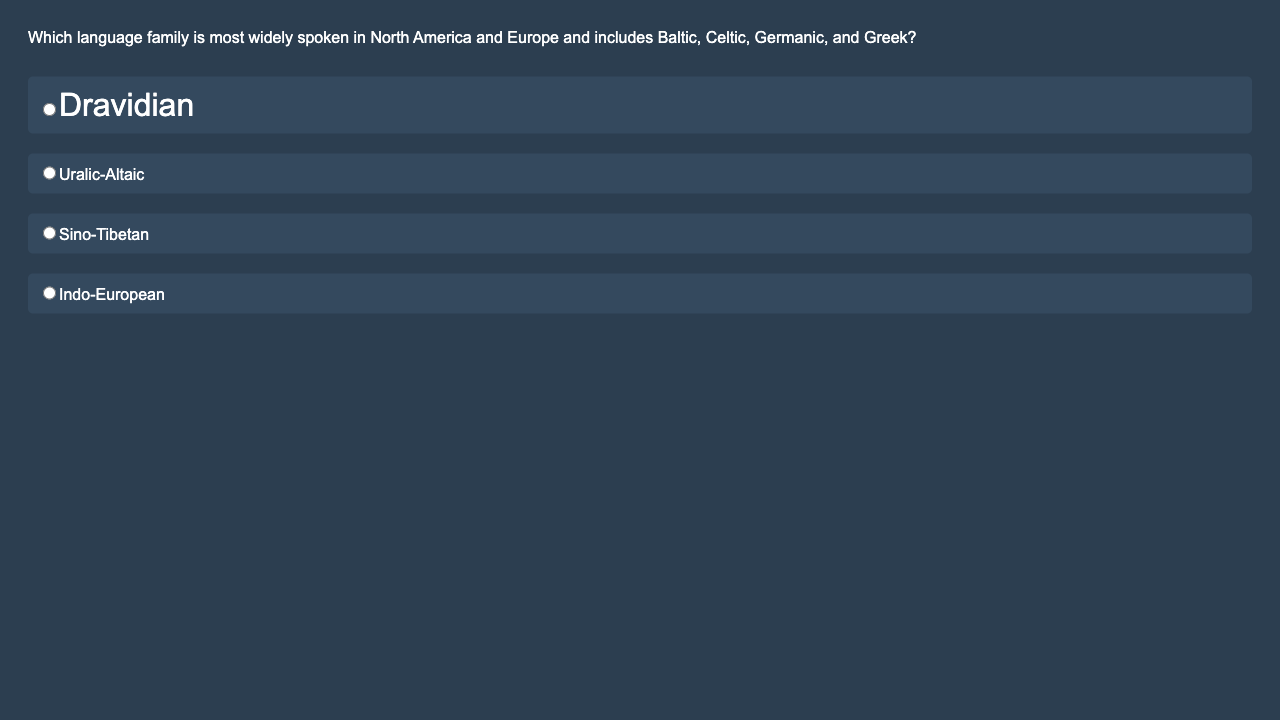 Which language family is most widely spoken in North America and Europe and includes Baltic, Celtic, Germanic, and Greek?
Dravidian
Uralic-Altaic
Sino-Tibetan
Indo-European